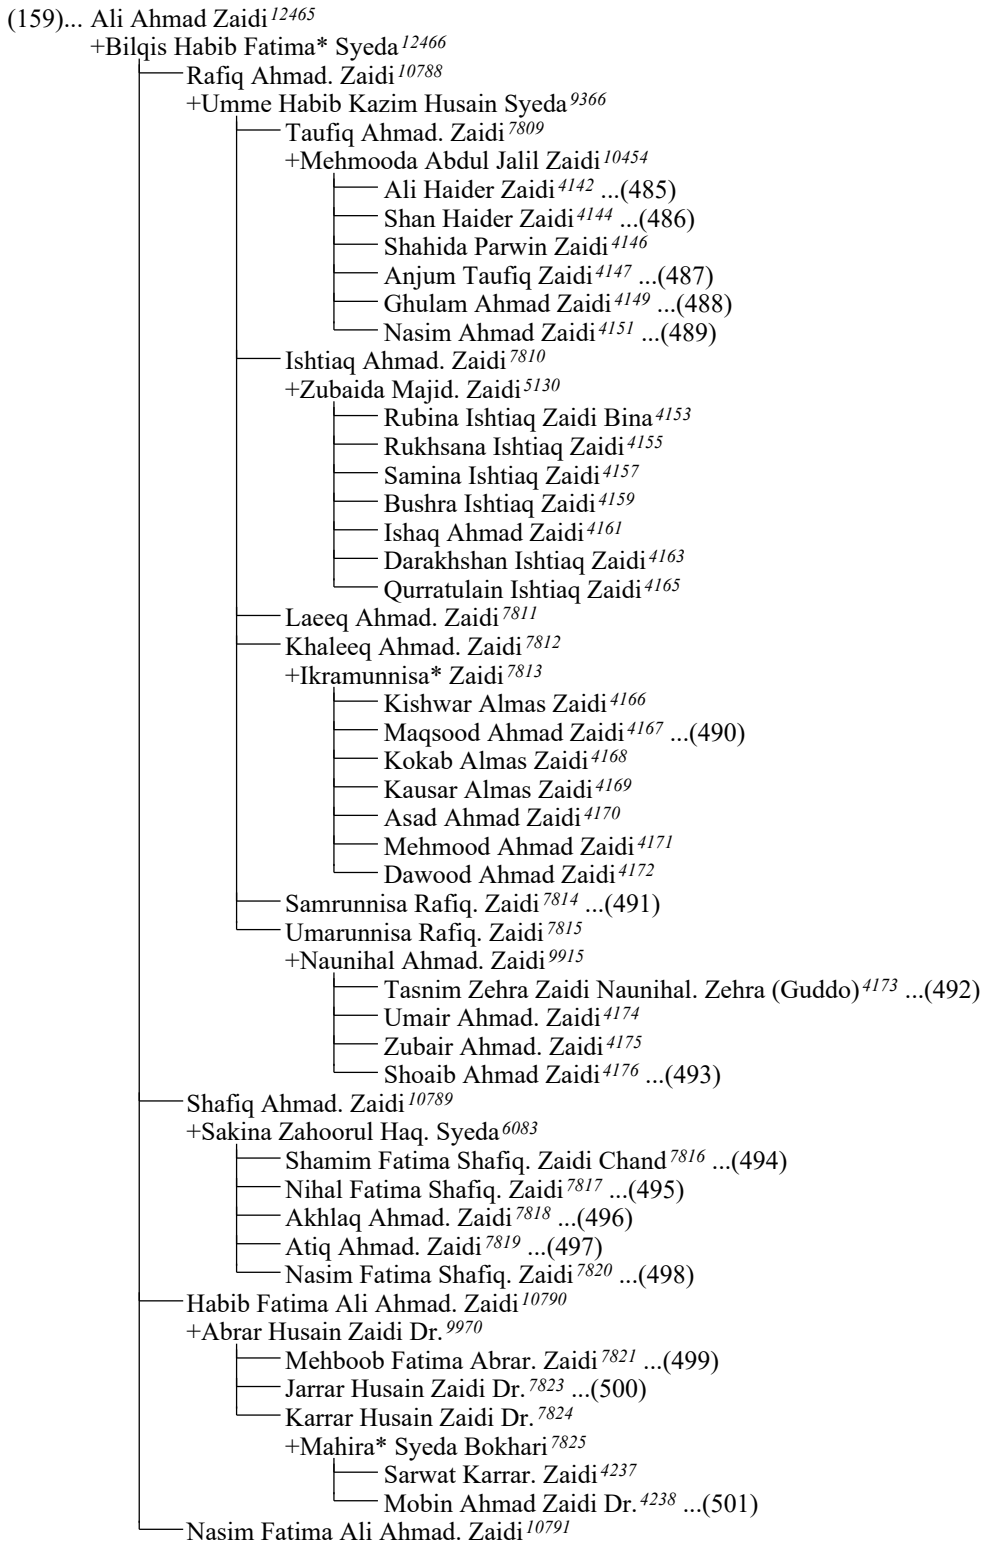 (159)... Ali Ahmad Zaidi 12465
+Bilqis Habib Fatima* Syeda 12466
Rafiq Ahmad. Zaidi 10788
+Umme Habib Kazim Husain Syeda 9366
Taufiq Ahmad. Zaidi 7809
+Mehmooda Abdul Jalil Zaidi 10454
Ali Haider Zaidi 4142 ...(485)
Shan Haider Zaidi 4144 ...(486)
Shahida Parwin Zaidi 4146
Anjum Taufiq Zaidi 4147 ...(487)
Ghulam Ahmad Zaidi 4149 ...(488)
Nasim Ahmad Zaidi 4151 ...(489)
Ishtiaq Ahmad. Zaidi 7810
+Zubaida Majid. Zaidi 5130
Rubina Ishtiaq Zaidi Bina 4153
Rukhsana Ishtiaq Zaidi 4155
Samina Ishtiaq Zaidi 4157
Bushra Ishtiaq Zaidi 4159
Ishaq Ahmad Zaidi 4161
Darakhshan Ishtiaq Zaidi 4163
Qurratulain Ishtiaq Zaidi 4165
Laeeq Ahmad. Zaidi 7811
Khaleeq Ahmad. Zaidi 7812
+Ikramunnisa* Zaidi 7813
Kishwar Almas Zaidi 4166
Maqsood Ahmad Zaidi 4167 ...(490)
Kokab Almas Zaidi 4168
Kausar Almas Zaidi 4169
Asad Ahmad Zaidi 4170
Mehmood Ahmad Zaidi 4171
Dawood Ahmad Zaidi 4172
Samrunnisa Rafiq. Zaidi 7814 ...(491)
Umarunnisa Rafiq. Zaidi 7815
+Naunihal Ahmad. Zaidi 9915
Tasnim Zehra Zaidi Naunihal. Zehra (Guddo) 4173 ...(492)
Umair Ahmad. Zaidi 4174
Zubair Ahmad. Zaidi 4175
Shoaib Ahmad Zaidi 4176 ...(493)
Shafiq Ahmad. Zaidi 10789
+Sakina Zahoorul Haq. Syeda 6083
Shamim Fatima Shafiq. Zaidi Chand 7816 ...(494)
Nihal Fatima Shafiq. Zaidi 7817 ...(495)
Akhlaq Ahmad. Zaidi 7818 ...(496)
Atiq Ahmad. Zaidi 7819 ...(497)
Nasim Fatima Shafiq. Zaidi 7820 ...(498)
Habib Fatima Ali Ahmad. Zaidi 10790
+Abrar Husain Zaidi Dr. 9970
Mehboob Fatima Abrar. Zaidi 7821 ...(499)
Jarrar Husain Zaidi Dr. 7823 ...(500)
Karrar Husain Zaidi Dr. 7824
+Mahira* Syeda Bokhari 7825
Sarwat Karrar. Zaidi 4237
Mobin Ahmad Zaidi Dr. 4238 ...(501)
Nasim Fatima Ali Ahmad. Zaidi 10791